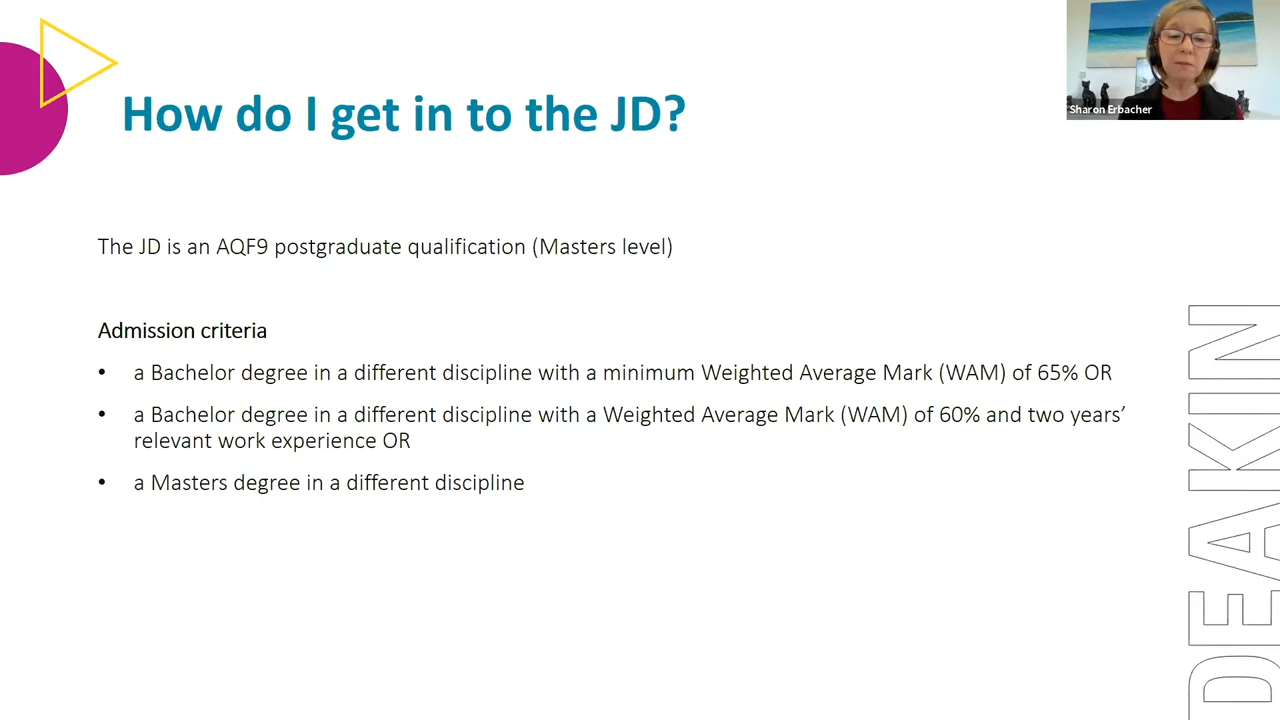 How do I get in to the JD?
Sharon Erbacher
The JD is an AQF9 postgraduate qualification (Masters level)
Admission criteria
• a Bachelor degree in a different discipline with a minimum Weighted Average Mark (WAM) of 65% OR
• a Bachelor degree in a different discipline with a Weighted Average Mark (WAM) of 60% and two years’
relevant work experience OR
• a Masters degree in a different discipline
DEAKIN